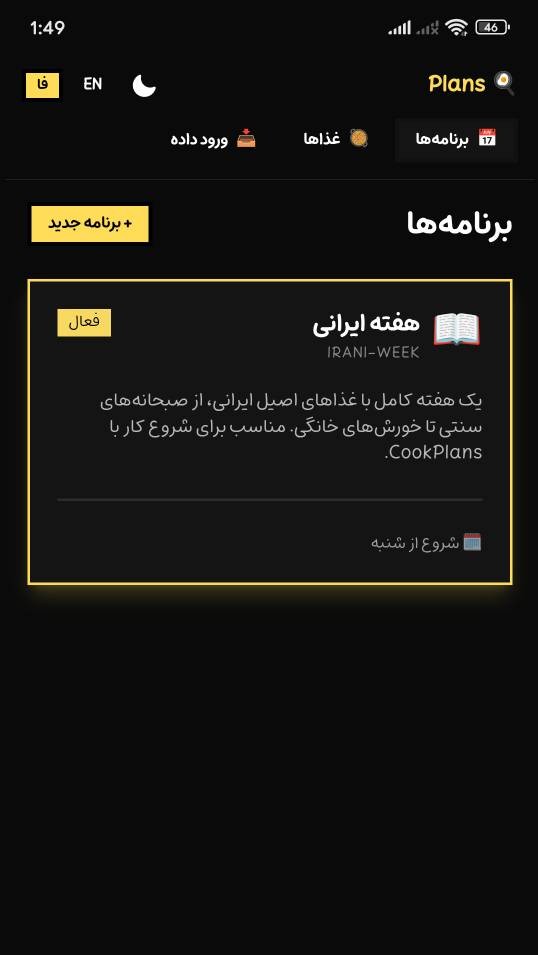 1:49
46
Plans
EN
فا
برنامه‌ها
غذاها
ورود داده
برنامه‌ها
+ برنامه جدید
هفته ایرانی
فعال
IRANI-WEEK
یک هفته کامل با غذاهای اصیل ایرانی، از صبحانه‌های
سنتی تا خورش‌های خانگی. مناسب برای شروع کار با
CookPlans.
شروع از شنبه